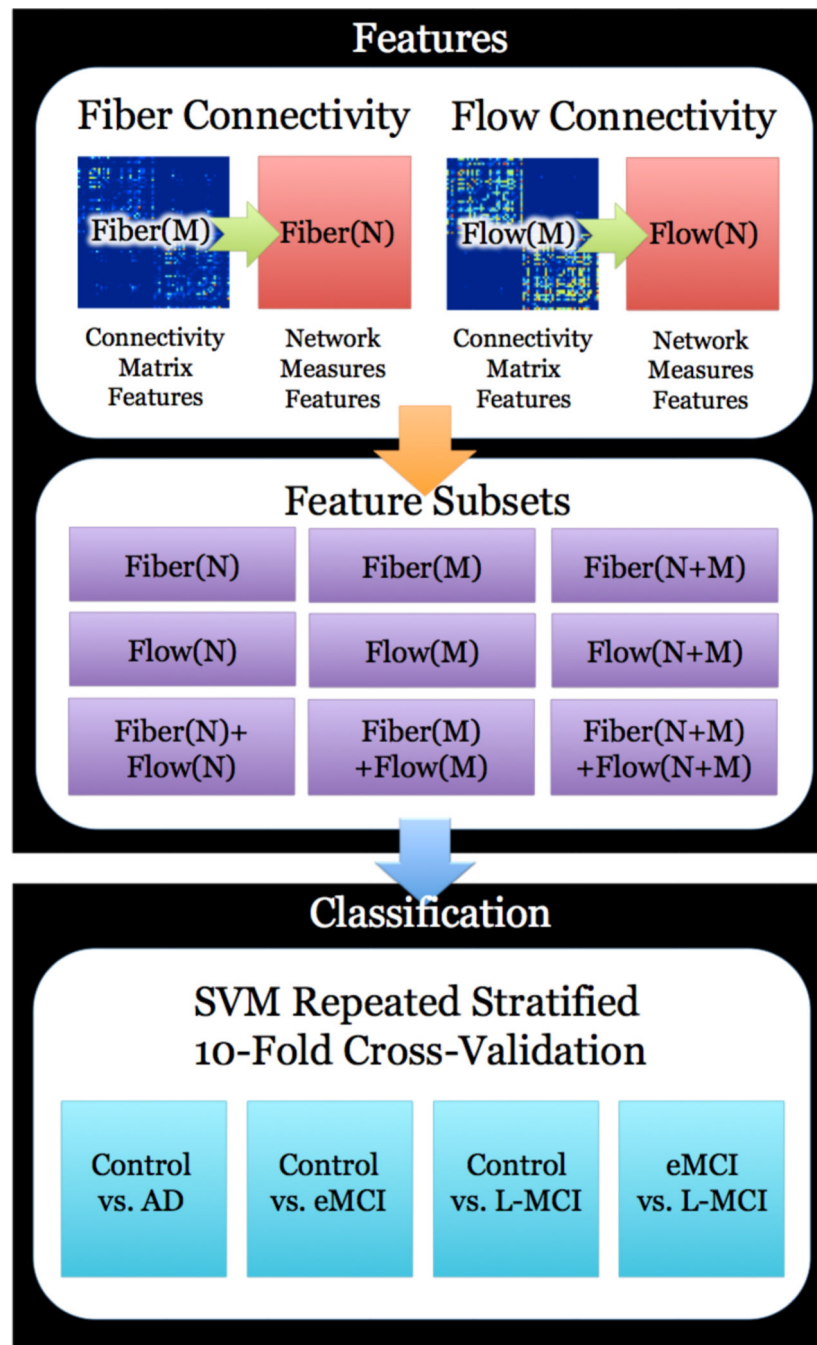 Features
Fiber Connectivity
Flow Connectivity
Fiber(M)
Fiber(N)
Flow(M)
Flow(N)
Connectivity
Matrix
Features
Network
Measures
Features
Connectivity
Matrix
Features
Network
Measures
Features
Feature Subsets
Fiber(N)
Fiber(M)
Fiber(N+M)
Flow(N)
Flow(M)
Flow(N+M)
Fiber(N)+
Flow(N)
Fiber(M)
+Flow(M)
Fiber(N+M)
+Flow(N+M)
Classification
SVM Repeated Stratified
10-Fold Cross-Validation
Control
vs. AD
Control
vs. eMCI
Control
vs. L-MCI
eMCI
vs. L-MCI